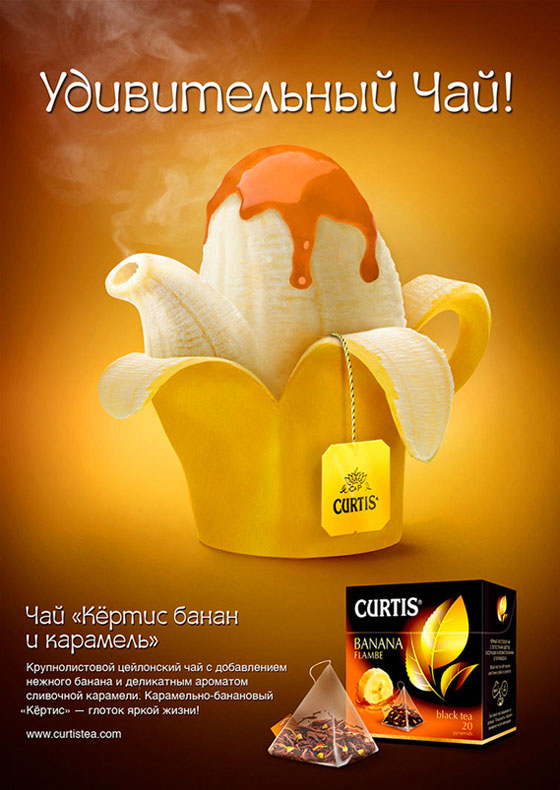 Удивительный Чай!
CURTIS
Чай «Кёртис банан
и карамель»
Крупнолистовой цейлонский чай с добавлением
нежного банана и деликатным ароматом
сливочной карамели. Карамельно-банановый
«Кёртис» — глоток яркой жизни!
www.curtistea.com
CURTIS
BANANA
FLAMBE
black tea
20
pyramids